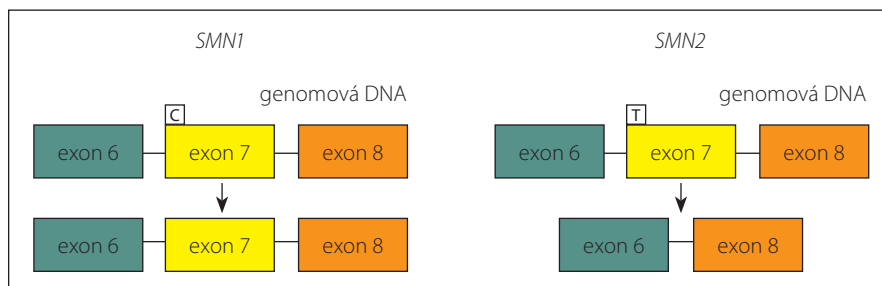 SMN1
genomová DNA
C
exon 6 exon 7 exon 8
exon 6 exon 7 exon 8
SMN2
genomová DNA
T
exon 6 exon 7 exon 8
exon 6 exon 8